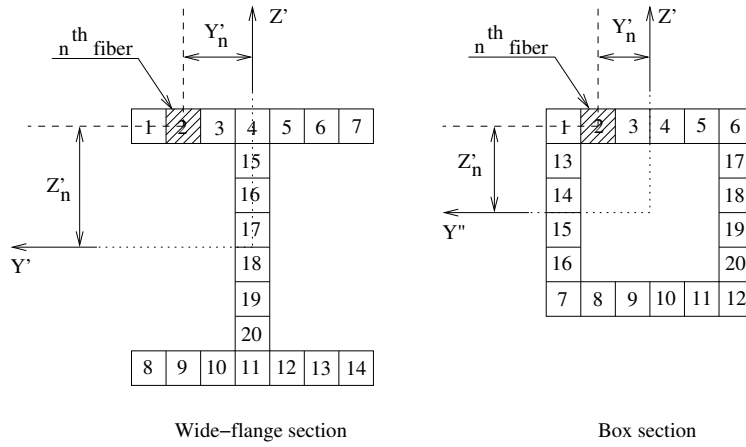 Z'
Y'n
n th fiber
1 2 3 4 5 6 7
15
16
Z'n
17
Y'
18
19
20
8 9 10 11 12 13 14
Wide–flange section
Z'
Y'n
n th fiber
1 2 3 4 5 6
13 17
Z'n
14 18
Y"
15 19
16 20
7 8 9 10 11 12
Box section